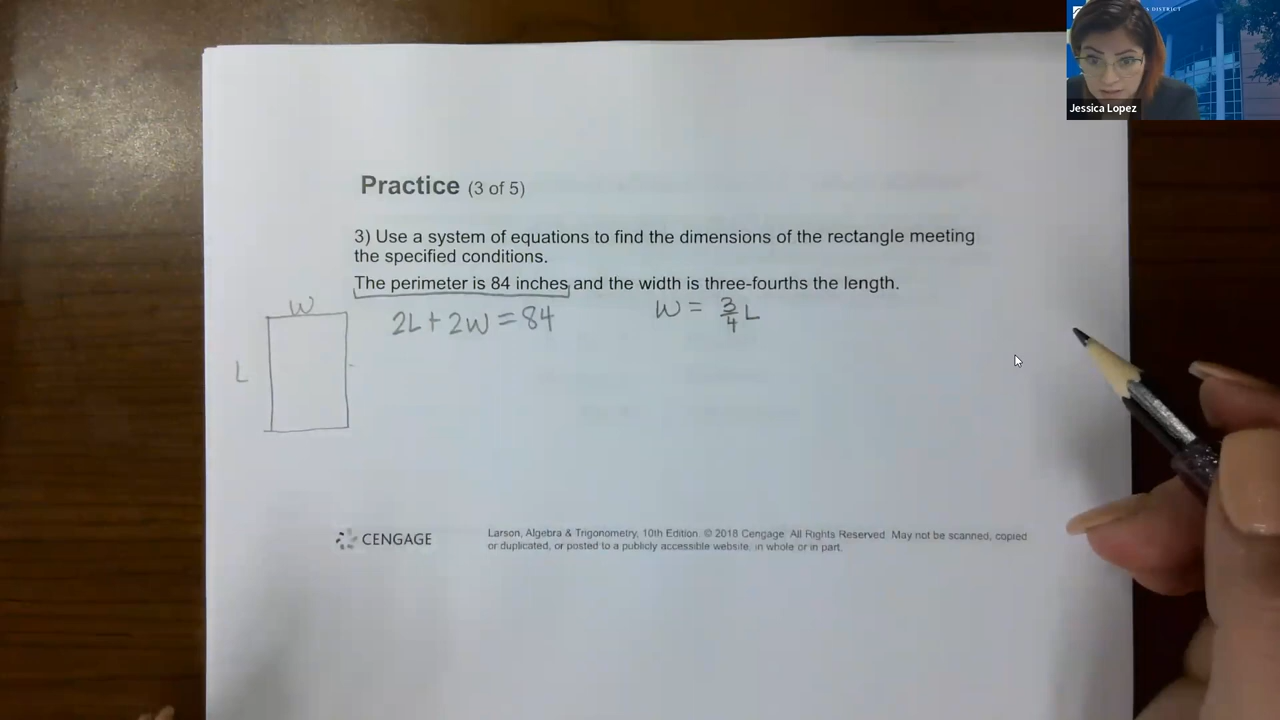 S DISTRICT
Jessica Lopez
Practice (3 of 5)
3) Use a system of equations to find the dimensions of the rectangle meeting
the specified conditions.
The perimeter is 84 inches and the width is three-fourths the length.
W
2L + 2W = 84
W = 3/4 L
L
CENGAGE
Larson, Algebra & Trigonometry, 10th Edition. © 2018 Cengage. All Rights Reserved. May not be scanned, copied
or duplicated, or posted to a publicly accessible website, in whole or in part.